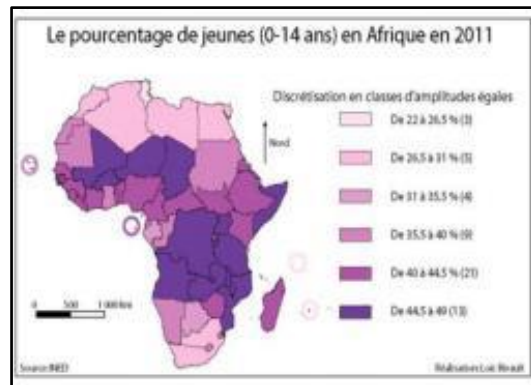 Le pourcentage de jeunes (0-14 ans) en Afrique en 2011
Discrétisation en classes d'amplitudes égales
Nord
De 22 à 26,5 % (3)
De 26,5 à 31 % (5)
De 31 à 35,5 % (4)
De 35,5 à 40 % (9)
De 40 à 44,5 % (21)
De 44,5 à 49 (13)
0 500 1 000 km
Source: INED
Réalisation: Loïc